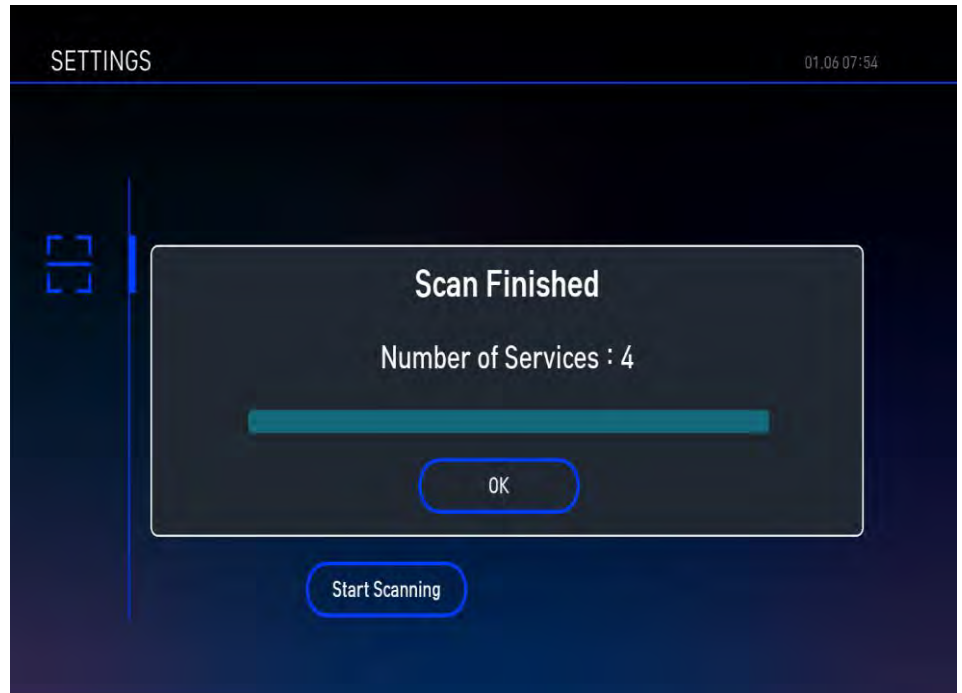 SETTINGS
01.06 07:54
Scan Finished
Number of Services : 4
OK
Start Scanning